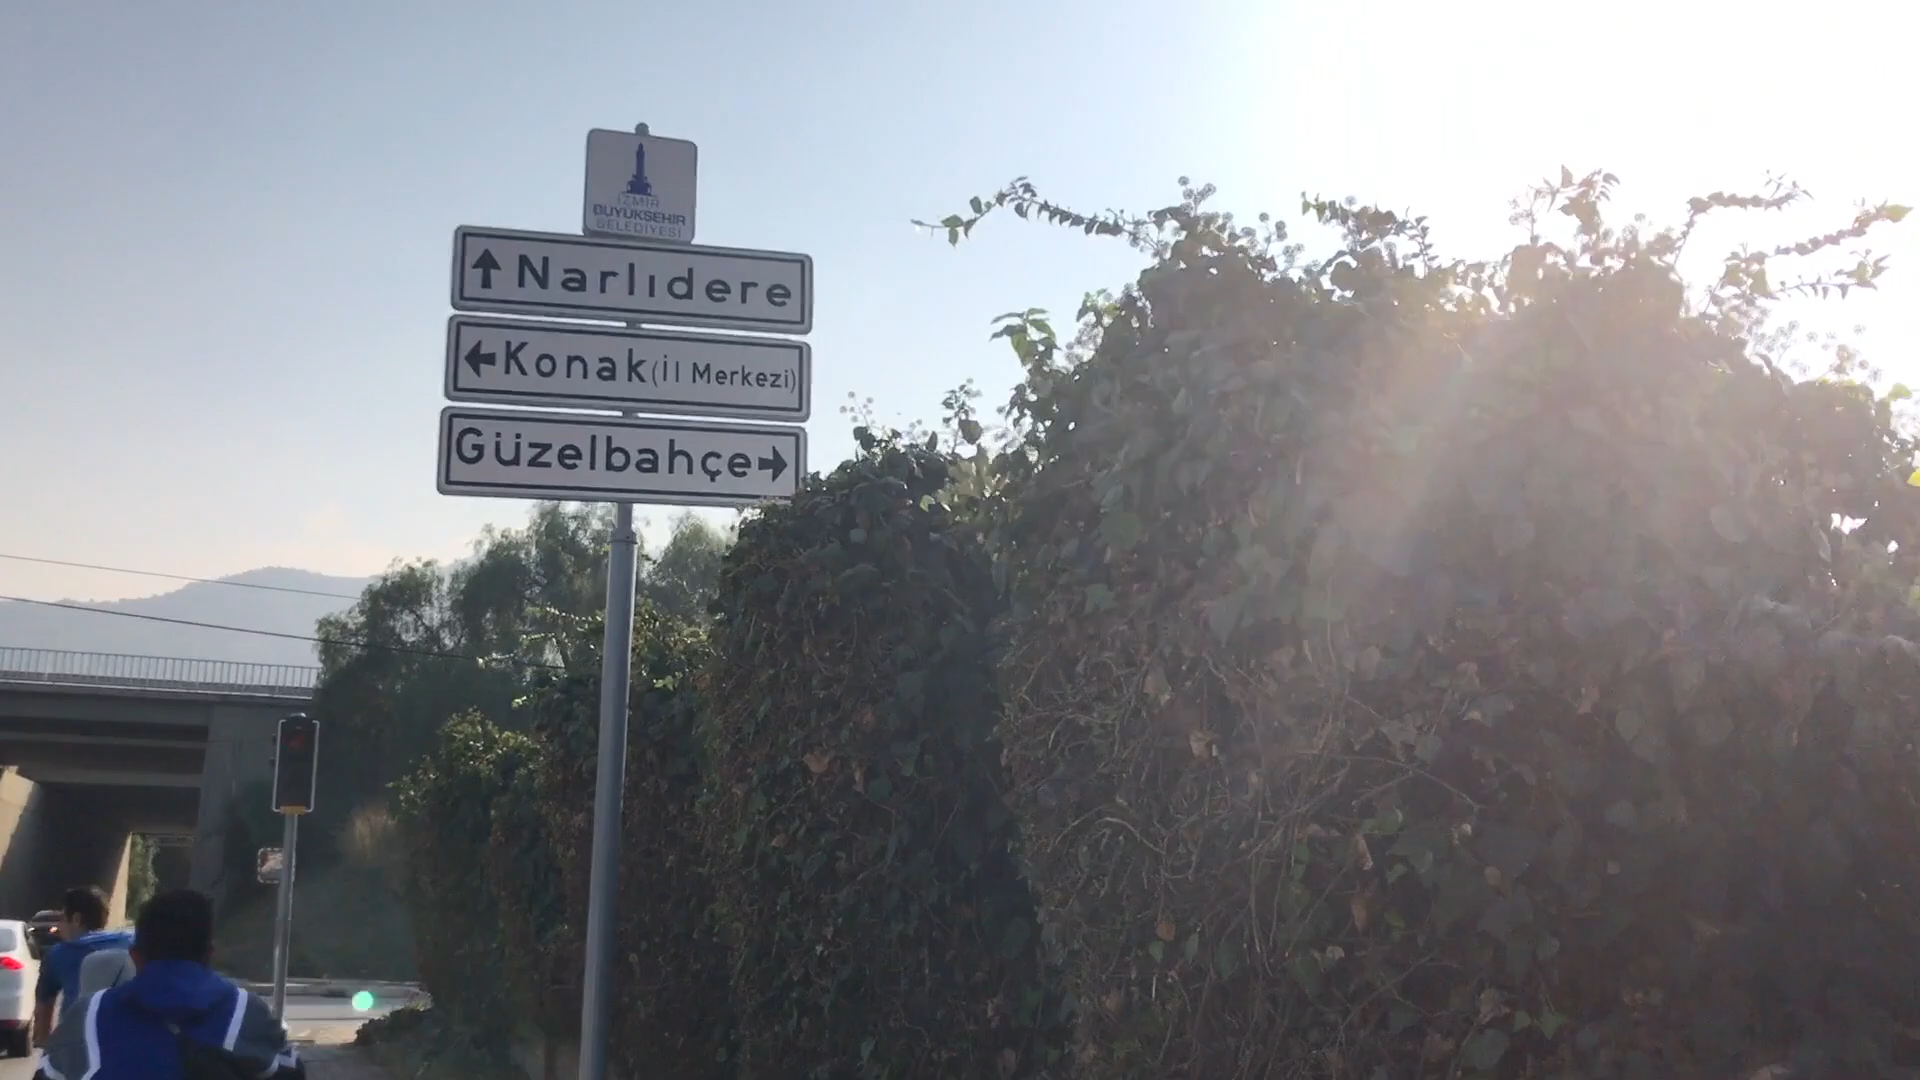 İZMİR
BÜYÜKŞEHİR
BELEDİYESİ
Narlıdere
Konak (İl Merkezi)
Güzelbahçe